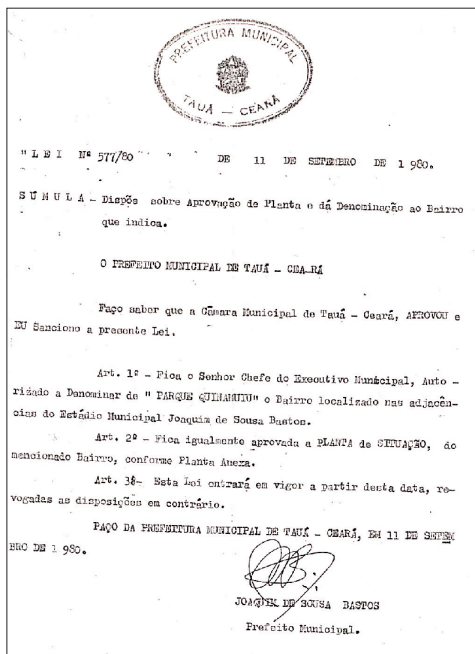 PREFEITURA MUNICIPAL
TAUÁ — CEARÁ
"L E I Nº 577/80 DE 11 DE SETEMBRO DE 1 980.
S Ú M U L A - Dispõe sobre Aprovação de Planta e dá Denominação ao Bairro
que indica.
O PREFEITO MUNICIPAL DE TAUÁ - CEARÁ
Faço saber que a Câmara Municipal de Tauá - Ceará, APROVOU e
EU Sanciono a presente Lei.
Art. 1º - Fica o Senhor Chefe do Executivo Municipal, Auto -
rizado a Denominar de " PARQUE QUINAMUIU" o Bairro localizado nas adjacên-
cias do Estádio Municipal Joaquim de Sousa Bastos.
Art. 2º - Fica igualmente aprovada a PLANTA de SITUAÇÃO, do
mencionado Bairro, conforme Planta Anexa.
Art. 3º- Esta Lei entrará em vigor a partir desta data, re-
vogadas as disposições em contrário.
PAÇO DA PREFEITURA MUNICIPAL DE TAUÁ - CEARÁ, EM 11 DE SETEM
BRO DE 1 980.
JOAQUIM DE SOUSA BASTOS
Prefeito Municipal.